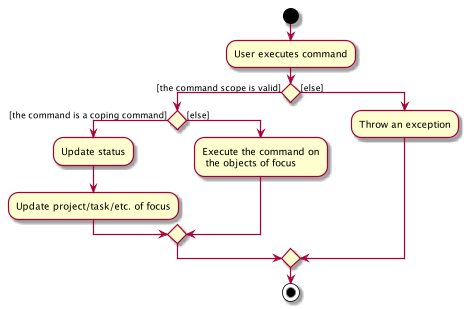 User executes command
[the command scope is valid]
[else]
[the command is a coping command]
[else]
Throw an exception
Update status
Execute the command on
the objects of focus
Update project/task/etc. of focus